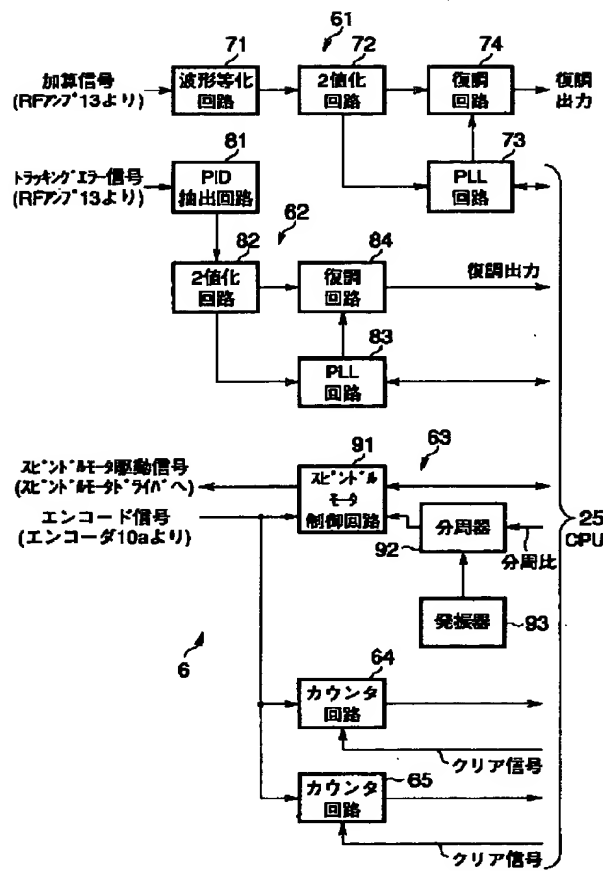 61
71
72
74
加算信号
(RFアンプ13より)
波形等化
回路
2値化
回路
復調
回路
復調
出力
81
73
トラッキングエラー信号
(RFアンプ13より)
PID
抽出回路
PLL
回路
62
82
84
2値化
回路
復調
回路
復調出力
83
PLL
回路
91
63
スピンドルモータ駆動信号
(スピンドルモータドライバへ)
スピンドル
モータ
制御回路
エンコード信号
(エンコーダ10aより)
分周器
92
分周比
25
CPU
発振器
93
6
64
カウンタ
回路
クリア信号
65
カウンタ
回路
クリア信号